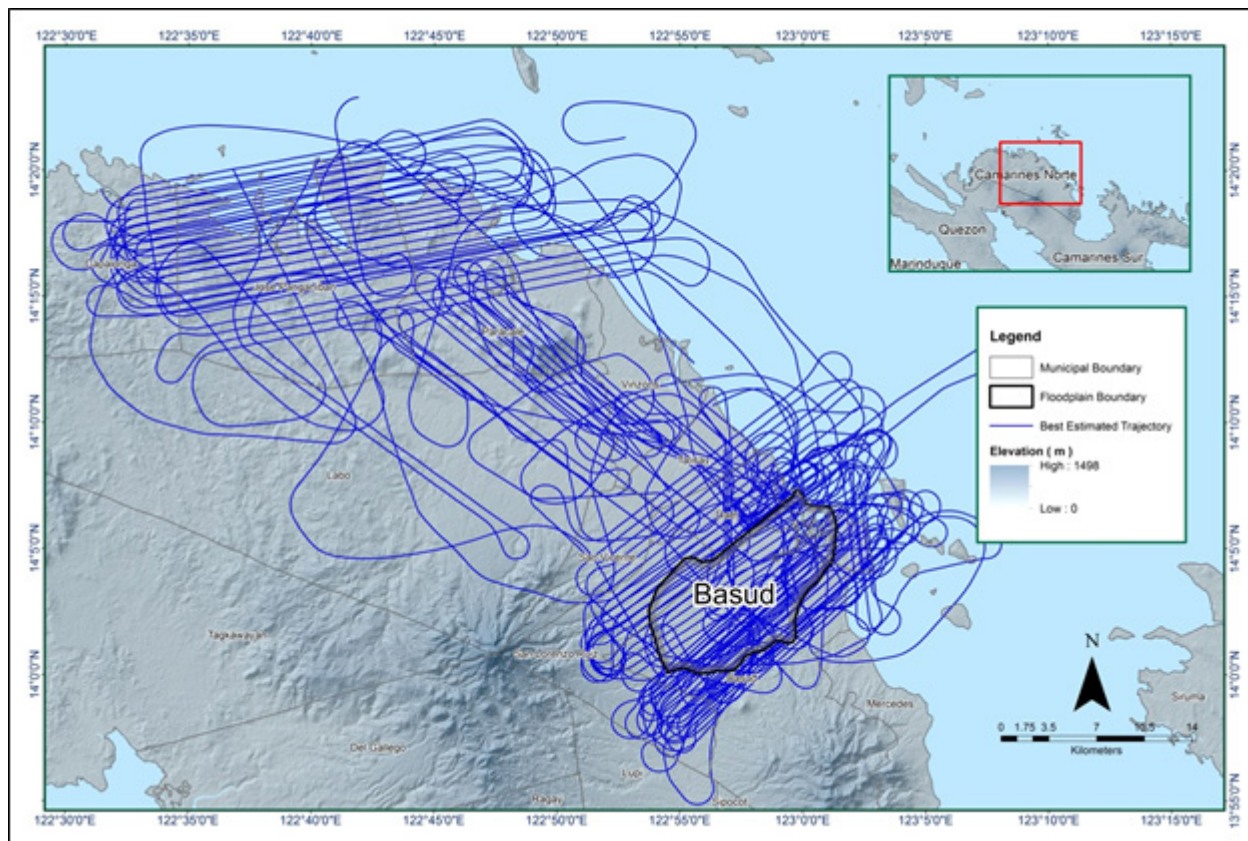 122°30'0"E 122°35'0"E 122°40'0"E 122°45'0"E 122°50'0"E 122°55'0"E 123°0'0"E 123°5'0"E 123°10'0"E 123°15'0"E
14°20'0"N
14°20'0"N
14°15'0"N
14°15'0"N
14°10'0"N
14°10'0"N
14°5'0"N
14°5'0"N
14°0'0"N
14°0'0"N
13°55'0"N
Camarines Norte
Quezon
Marinduque
Camarines Sur
Legend
Municipal Boundary
Floodplain Boundary
Best Estimated Trajectory
Elevation ( m )
High : 1498
Low : 0
Paracale
Vinzons
Labo
Basud
Tagkawayan
San Lorenzo Ruiz
Mercedes
Del Gallego
Lupi
Ragay
Sipocot
Siruma
N
0 1.75 3.5 7 10.5 14
Kilometers
122°30'0"E 122°35'0"E 122°40'0"E 122°45'0"E 122°50'0"E 122°55'0"E 123°0'0"E 123°5'0"E 123°10'0"E 123°15'0"E